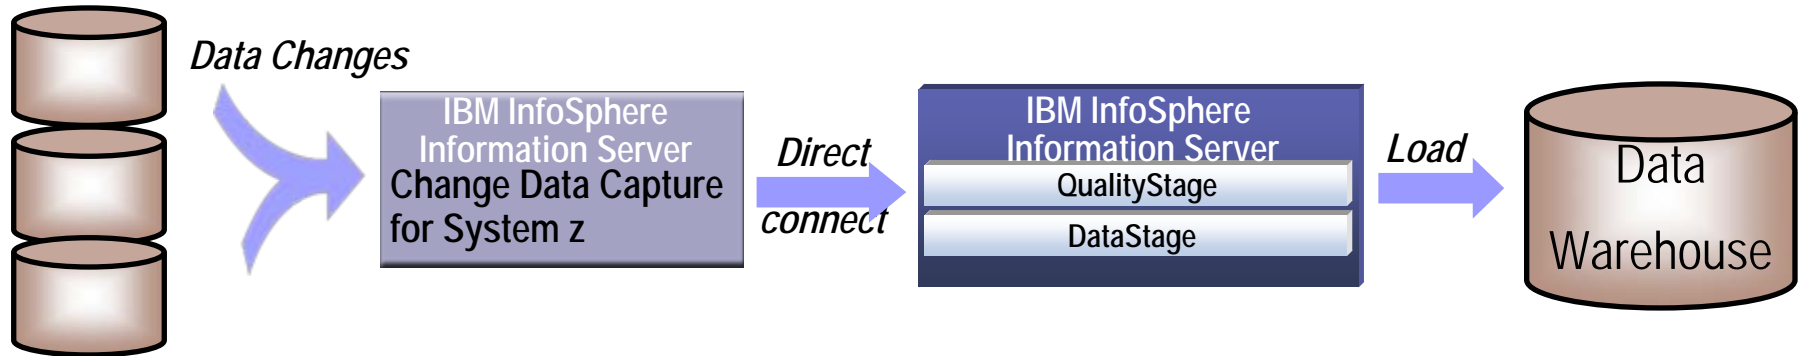 Data Changes
IBM InfoSphere
Information Server
Change Data Capture
for System z
Direct
connect
IBM InfoSphere
Information Server
QualityStage
DataStage
Load
Data
Warehouse